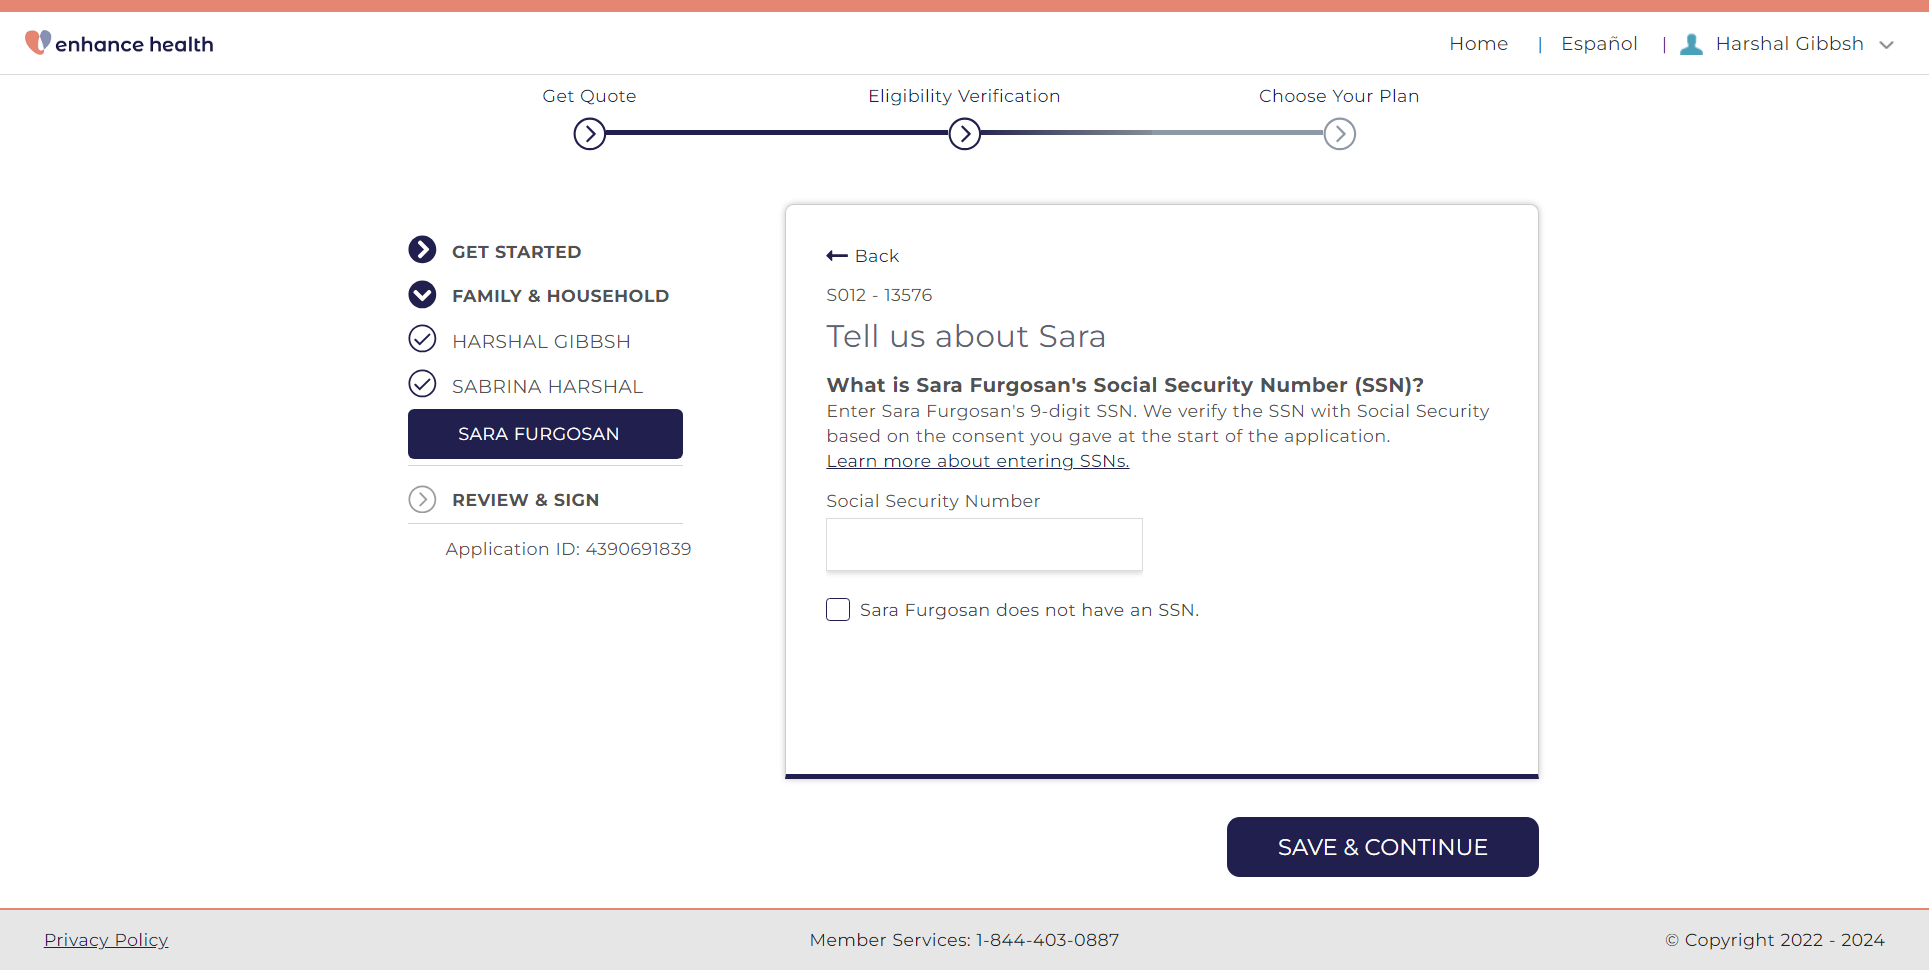 enhance health
Home | Español | Harshal Gibbsh
Get Quote
Eligibility Verification
Choose Your Plan
GET STARTED
FAMILY & HOUSEHOLD
HARSHAL GIBBSH
SABRINA HARSHAL
SARA FURGOSAN
REVIEW & SIGN
Application ID: 4390691839
Back
S012 - 13576
Tell us about Sara
What is Sara Furgosan's Social Security Number (SSN)?
Enter Sara Furgosan's 9-digit SSN. We verify the SSN with Social Security
based on the consent you gave at the start of the application.
Learn more about entering SSNs.
Social Security Number
Sara Furgosan does not have an SSN.
SAVE & CONTINUE
Privacy Policy
Member Services: 1-844-403-0887
© Copyright 2022 - 2024